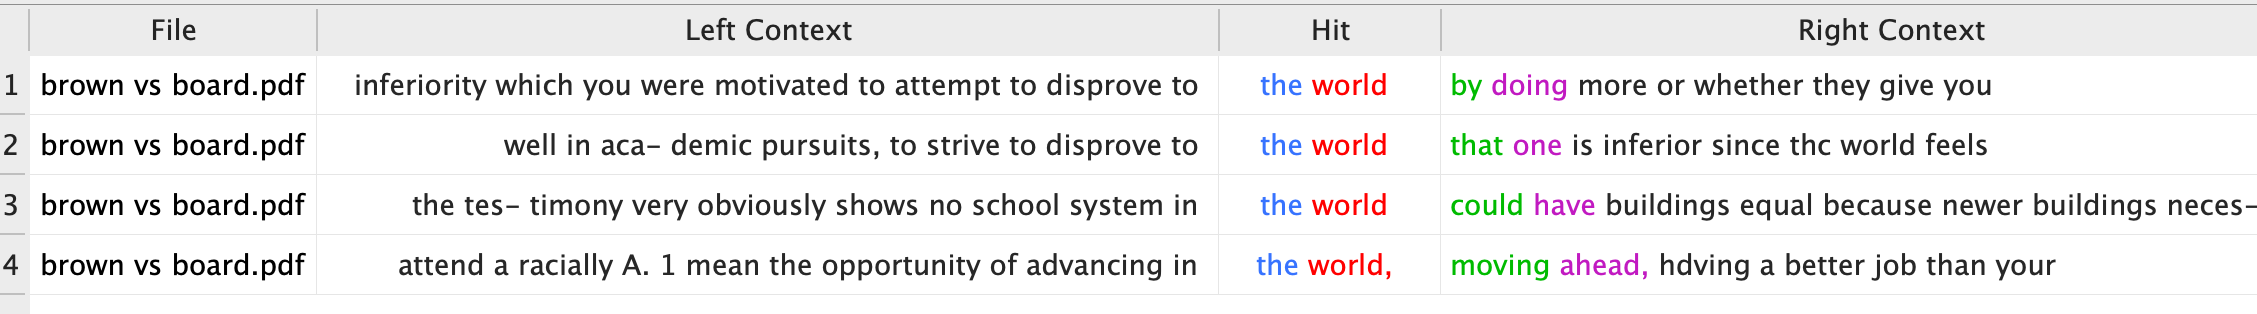 File Left Context Hit Right Context
1 brown vs board.pdf inferiority which you were motivated to attempt to disprove to the world by doing more or whether they give you
2 brown vs board.pdf well in aca- demic pursuits, to strive to disprove to the world that one is inferior since thc world feels
3 brown vs board.pdf the tes- timony very obviously shows no school system in the world could have buildings equal because newer buildings neces-
4 brown vs board.pdf attend a racially A. 1 mean the opportunity of advancing in the world, moving ahead, hdving a better job than your